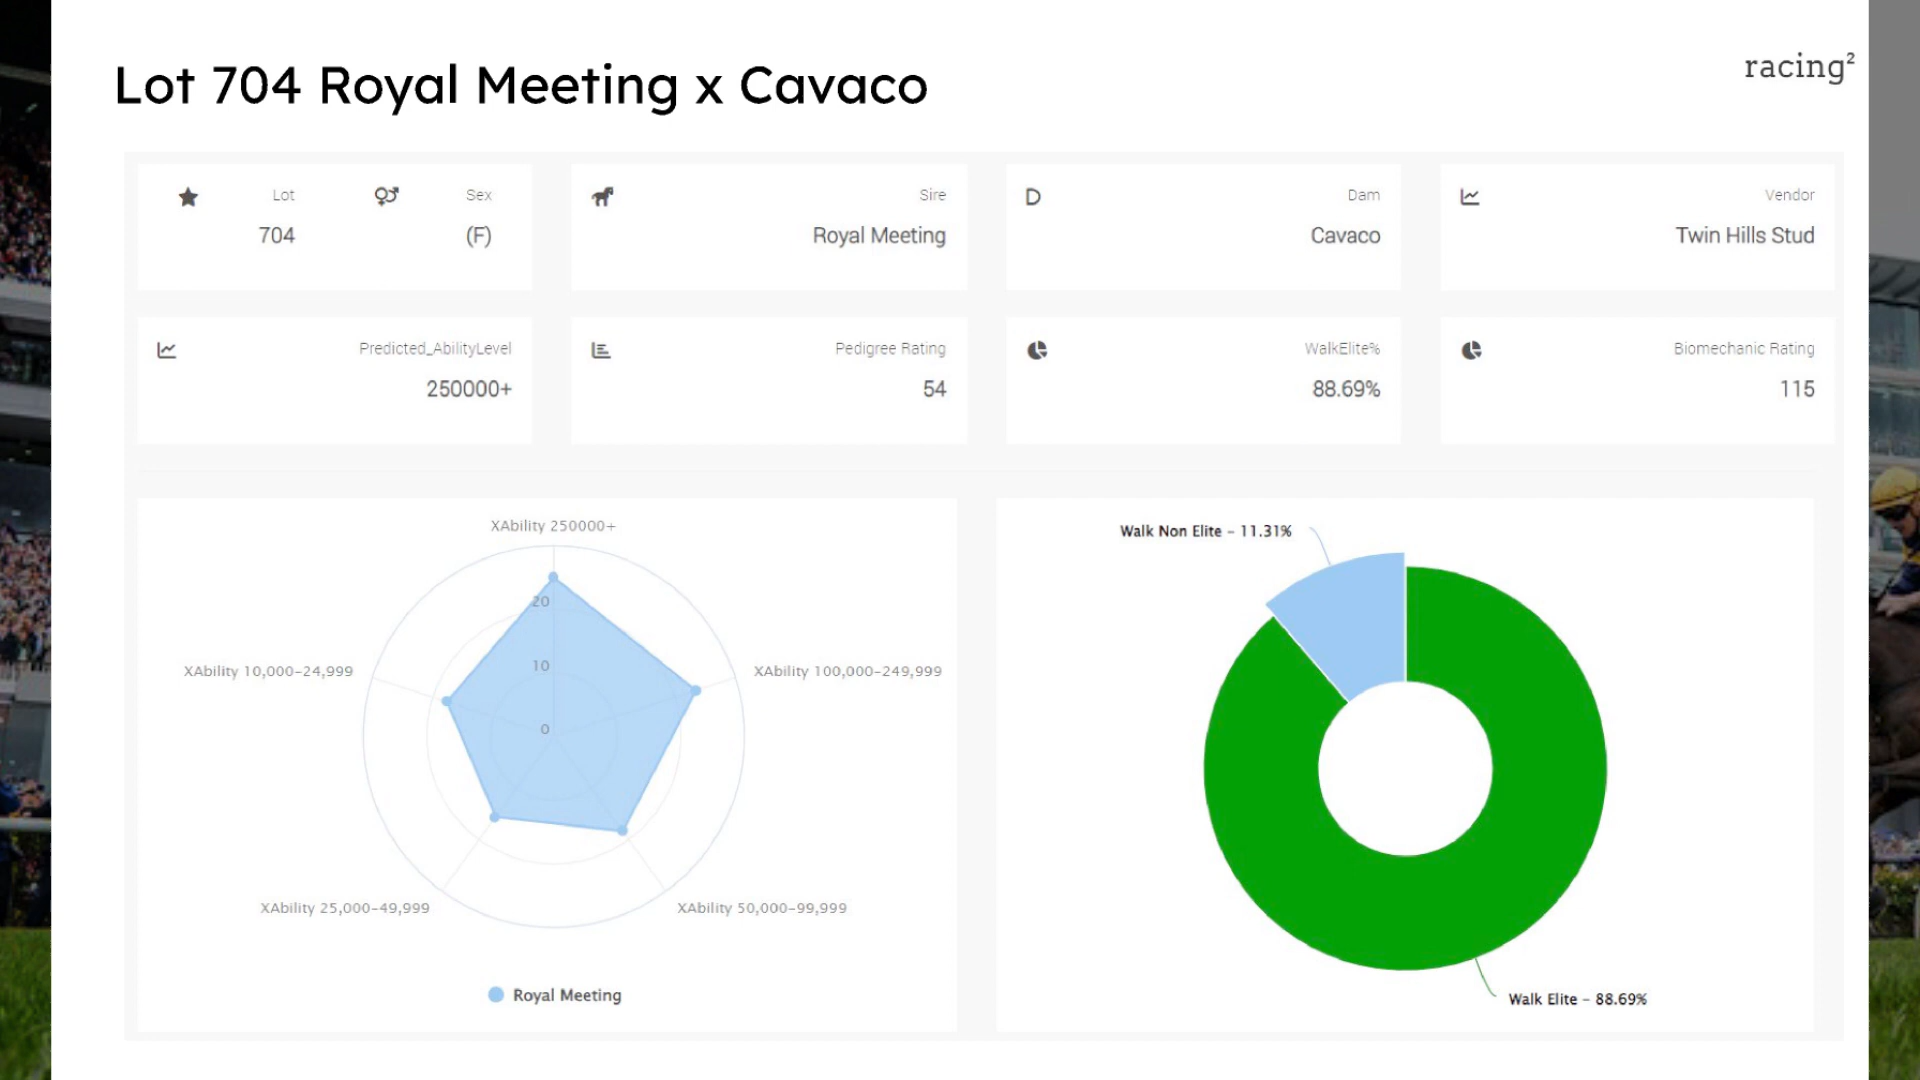 Lot 704 Royal Meeting x Cavaco
racing²
Lot
704
Sex
(F)
Sire
Royal Meeting
D
Dam
Cavaco
Vendor
Twin Hills Stud
Predicted_AbilityLevel
250000+
Pedigree Rating
54
WalkElite%
88.69%
Biomechanic Rating
115
XAbility 250000+
20
10
0
XAbility 10,000-24,999
XAbility 100,000-249,999
XAbility 25,000-49,999
XAbility 50,000-99,999
Royal Meeting
Walk Non Elite - 11.31%
Walk Elite - 88.69%